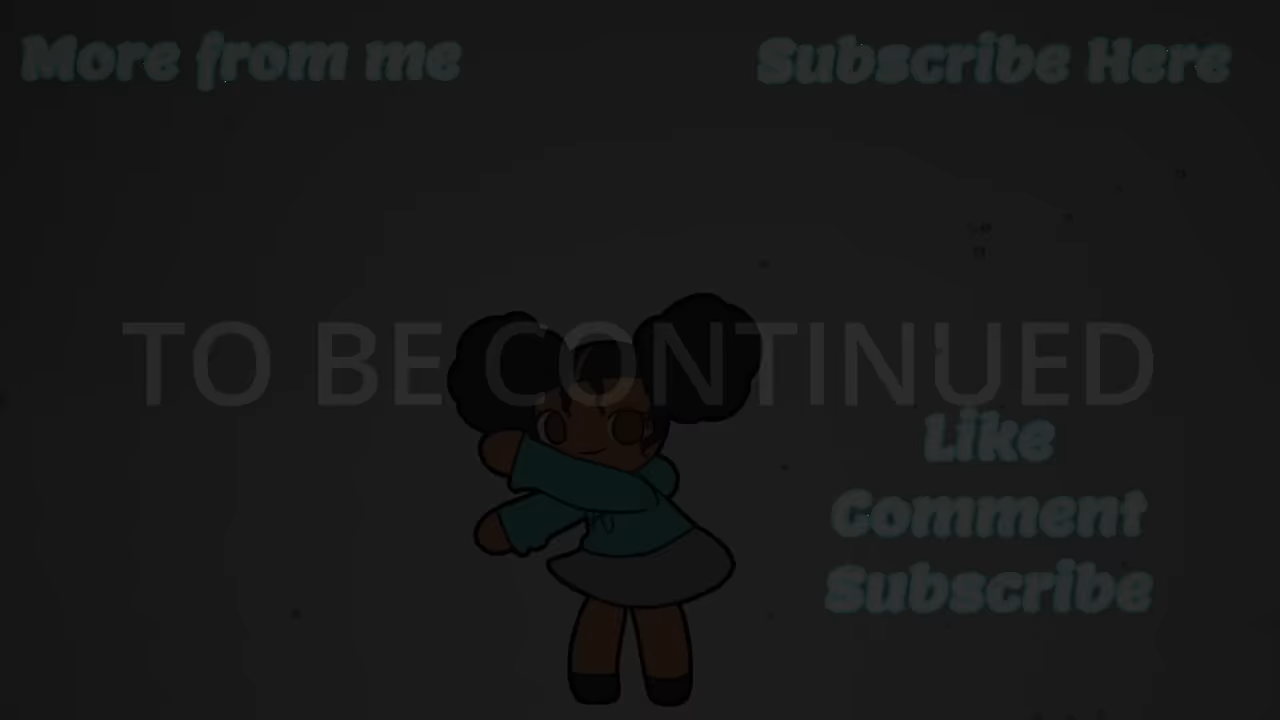 More from me
Subscribe Here
TO BE CONTINUED
Like
Comment
Subscribe